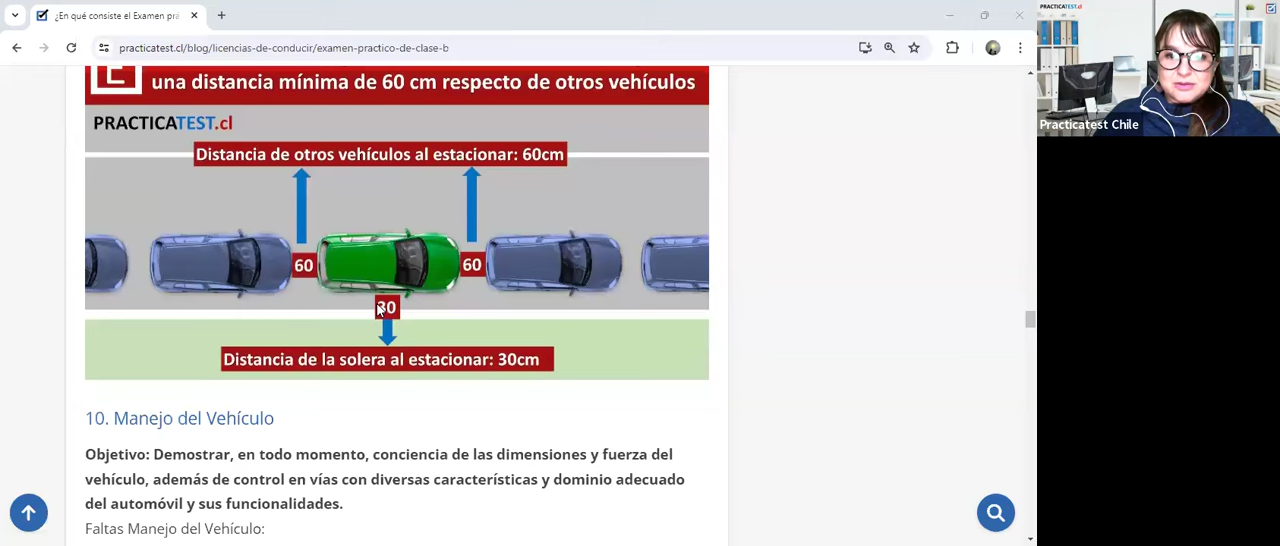 ¿En qué consiste el Examen prá
practicatest.cl/blog/licencias-de-conducir/examen-practico-de-clase-b
PRACTICATEST.cl
Practicatest Chile
E
una distancia mínima de 60 cm respecto de otros vehículos
PRACTICATEST.cl
Distancia de otros vehículos al estacionar: 60cm
60
60
30
Distancia de la solera al estacionar: 30cm
10. Manejo del Vehículo
Objetivo: Demostrar, en todo momento, conciencia de las dimensiones y fuerza del
vehículo, además de control en vías con diversas características y dominio adecuado
del automóvil y sus funcionalidades.
Faltas Manejo del Vehículo: